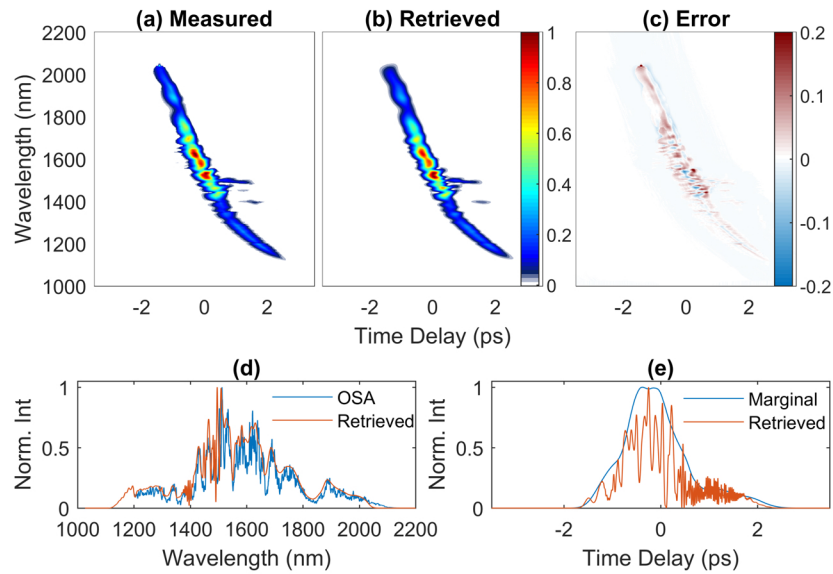 (a) Measured
(b) Retrieved
(c) Error
Wavelength (nm)
2200
2000
1800
1600
1400
1200
1000
-2
0
2
-2
0
2
-2
0
2
1
0.8
0.6
0.4
0.2
0
0.2
0.1
0
-0.1
-0.2
Time Delay (ps)
(d)
Norm. Int
1
0.5
0
OSA
Retrieved
1000 1200 1400 1600 1800 2000 2200
Wavelength (nm)
(e)
Norm. Int
1
0.5
0
Marginal
Retrieved
-2
0
2
Time Delay (ps)